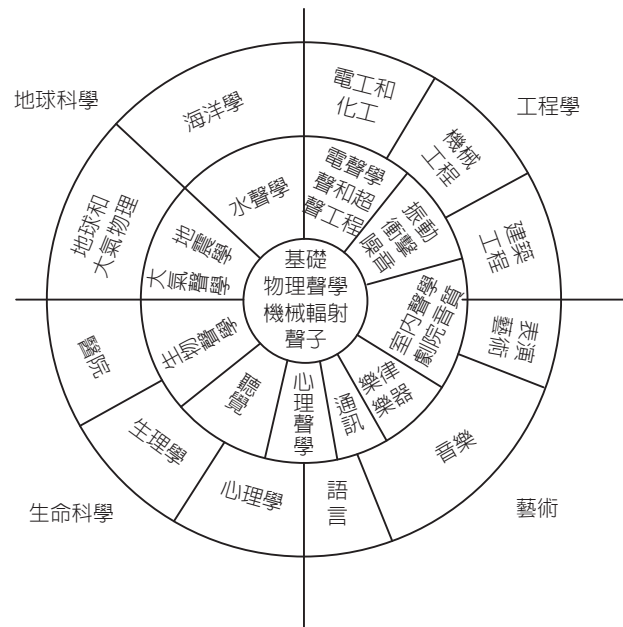 地球科學
工程學
海洋學
電工和
化工
機械
工程
建築
工程
地球和
大氣物理
水聲學
電聲學
聲和超
聲工程
振動
衝擊
噪音
地震學
大氣聲學
基礎
物理聲學
機械輻射
聲子
室內聲學
劇院音質
表演
藝術
醫院
生物聲學
聽覺
心理聲學
通訊
樂律
樂器
生理學
心理學
語言
音樂
生命科學
藝術